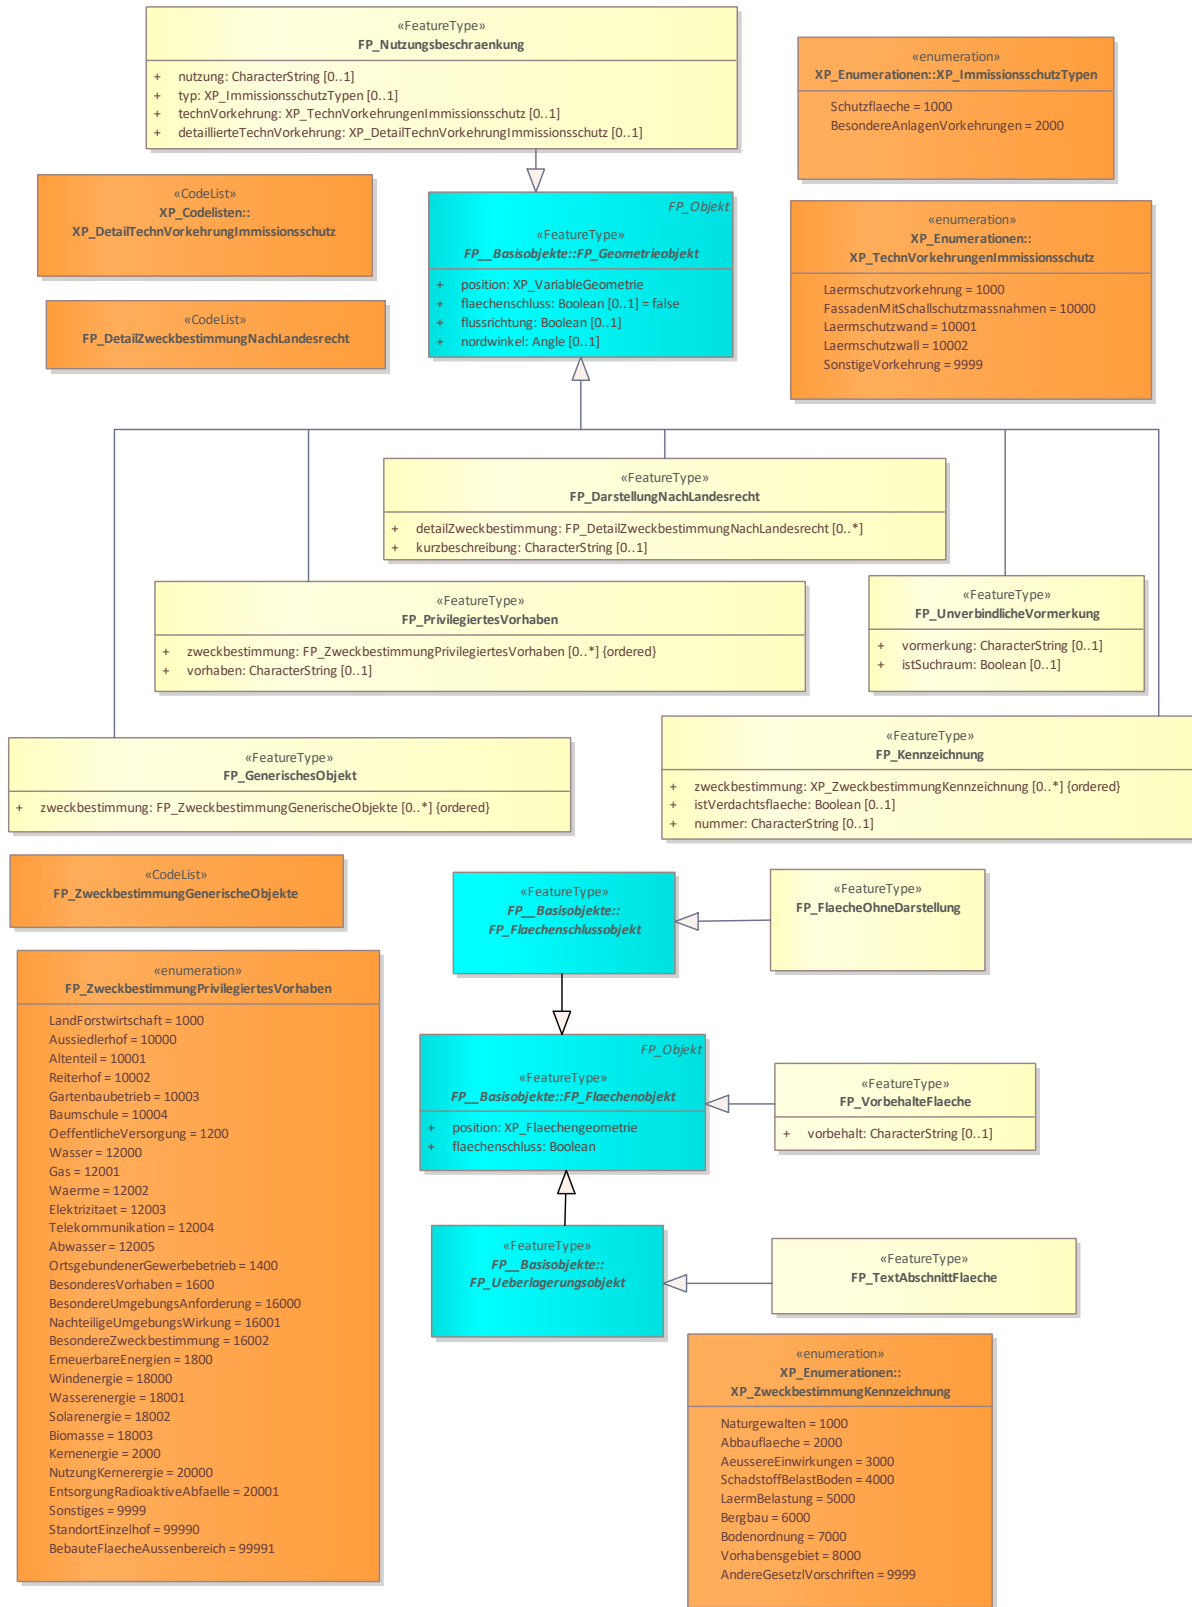 «FeatureType»
FP_Nutzungsbeschraenkung
+ nutzung: CharacterString [0..1]
+ typ: XP_ImmissionsschutzTypen [0..1]
+ technVorkehrung: XP_TechnVorkehrungenImmissionsschutz [0..1]
+ detaillierteTechnVorkehrung: XP_DetailTechnVorkehrungImmissionsschutz [0..1]
«enumeration»
XP_Enumerationen::XP_ImmissionsschutzTypen
Schutzflaeche = 1000
BesondereAnlagenVorkehrungen = 2000
«CodeList»
XP_Codelisten::
XP_DetailTechnVorkehrungImmissionsschutz
FP_Objekt
«FeatureType»
FP__Basisobjekte::FP_Geometrieobjekt
+ position: XP_VariableGeometrie
+ flaechenschluss: Boolean [0..1] = false
+ flussrichtung: Boolean [0..1]
+ nordwinkel: Angle [0..1]
«enumeration»
XP_Enumerationen::
XP_TechnVorkehrungenImmissionsschutz
Laermschutzvorkehrung = 1000
FassadenMitSchallschutzmassnahmen = 10000
Laermschutzwand = 10001
Laermschutzwall = 10002
SonstigeVorkehrung = 9999
«CodeList»
FP_DetailZweckbestimmungNachLandesrecht
«FeatureType»
FP_DarstellungNachLandesrecht
+ detailZweckbestimmung: FP_DetailZweckbestimmungNachLandesrecht [0..*]
+ kurzbeschreibung: CharacterString [0..1]
«FeatureType»
FP_PrivilegiertesVorhaben
+ zweckbestimmung: FP_ZweckbestimmungPrivilegiertesVorhaben [0..*] {ordered}
+ vorhaben: CharacterString [0..1]
«FeatureType»
FP_UnverbindlicheVormerkung
+ vormerkung: CharacterString [0..1]
+ istSuchraum: Boolean [0..1]
«FeatureType»
FP_GenerischesObjekt
+ zweckbestimmung: FP_ZweckbestimmungGenerischeObjekte [0..*] {ordered}
«FeatureType»
FP_Kennzeichnung
+ zweckbestimmung: XP_ZweckbestimmungKennzeichnung [0..*] {ordered}
+ istVerdachtsflaeche: Boolean [0..1]
+ nummer: CharacterString [0..1]
«CodeList»
FP_ZweckbestimmungGenerischeObjekte
«FeatureType»
FP__Basisobjekte::
FP_Flaechenschlussobjekt
«FeatureType»
FP_FlaecheOhneDarstellung
«enumeration»
FP_ZweckbestimmungPrivilegiertesVorhaben
LandForstwirtschaft = 1000
Aussiedlerhof = 10000
Altenteil = 10001
Reiterhof = 10002
Gartenbaubetrieb = 10003
Baumschule = 10004
OeffentlicheVersorgung = 1200
Wasser = 12000
Gas = 12001
Waerme = 12002
Elektrizitaet = 12003
Telekommunikation = 12004
Abwasser = 12005
OrtsgebundenerGewerbebetrieb = 1400
BesonderesVorhaben = 1600
BesondereUmgebungsAnforderung = 16000
NachteiligeUmgebungsWirkung = 16001
BesondereZweckbestimmung = 16002
ErneuerbareEnergien = 1800
Windenergie = 18000
Wasserenergie = 18001
Solarenergie = 18002
Biomasse = 18003
Kernenergie = 2000
NutzungKernerergie = 20000
EntsorgungRadioaktiveAbfaelle = 20001
Sonstiges = 9999
StandortEinzelhof = 99990
BebauteFlaecheAussenbereich = 99991
FP_Objekt
«FeatureType»
FP__Basisobjekte::FP_Flaechenobjekt
+ position: XP_Flaechengeometrie
+ flaechenschluss: Boolean
«FeatureType»
FP_VorbehalteFlaeche
+ vorbehalt: CharacterString [0..1]
«FeatureType»
FP__Basisobjekte::
FP_Ueberlagerungsobjekt
«FeatureType»
FP_TextAbschnittFlaeche
«enumeration»
XP_Enumerationen::
XP_ZweckbestimmungKennzeichnung
Naturgewalten = 1000
Abbauflaeche = 2000
AeussereEinwirkungen = 3000
SchadstoffBelastBoden = 4000
LaermBelastung = 5000
Bergbau = 6000
Bodenordnung = 7000
Vorhabensgebiet = 8000
AndereGesetzlVorschriften = 9999